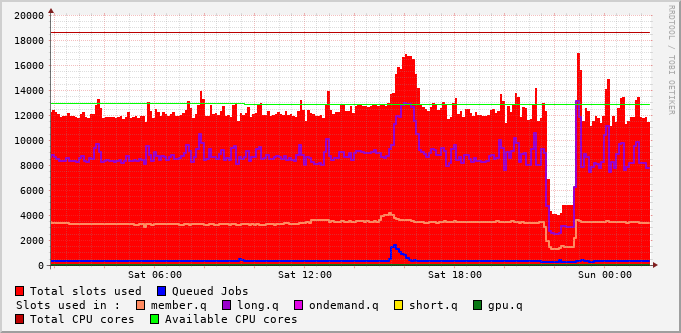 20000
18000
16000
14000
12000
10000
8000
6000
4000
2000
0
Sat 06:00 Sat 12:00 Sat 18:00 Sun 00:00
RRDTOOL / TOBI OETIKER
Total slots used Queued Jobs
Slots used in : member.q long.q ondemand.q short.q gpu.q
Total CPU cores Available CPU cores